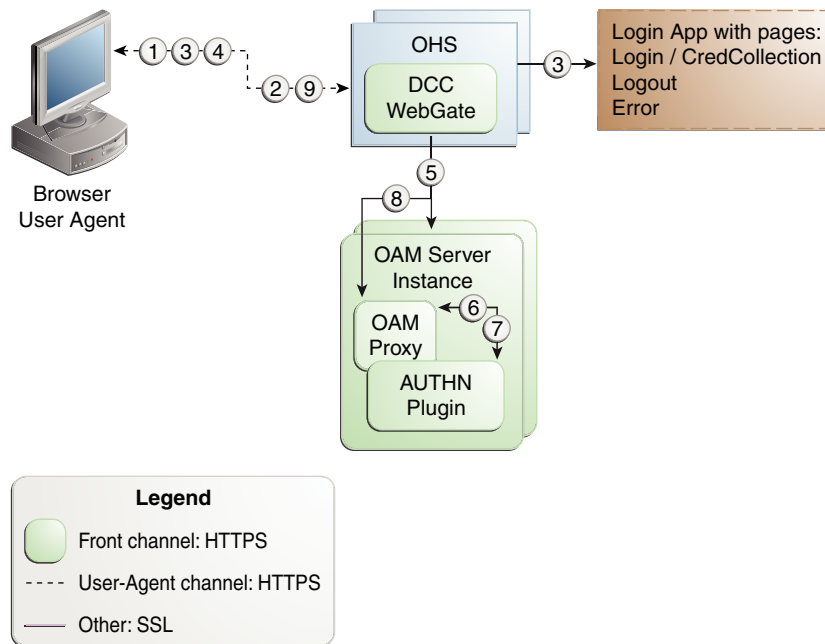 1 3 4
2 9
Browser
User Agent
OHS
DCC
WebGate
3
Login App with pages:
Login / CredCollection
Logout
Error
5
8
OAM Server
Instance
6
7
OAM
Proxy
AUTHN
Plugin
Legend
Front channel: HTTPS
User-Agent channel: HTTPS
Other: SSL